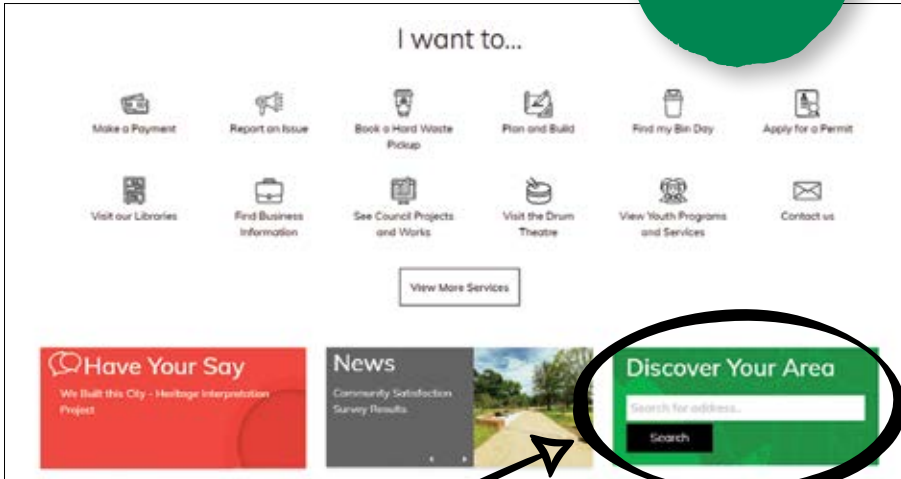 I want to...
Make a Payment
Report an Issue
Book a Hard Waste
Pickup
Plan and Build
Find my Bin Day
Apply for a Permit
Visit our Libraries
Find Business
Information
See Council Projects
and Works
Visit the Drum
Theatre
View Youth Programs
and Services
Contact us
View More Services
Have Your Say
We Built this City - Heritage Interpretation
Project
News
Community Satisfaction
Survey Results
Discover Your Area
Search for address...
Search